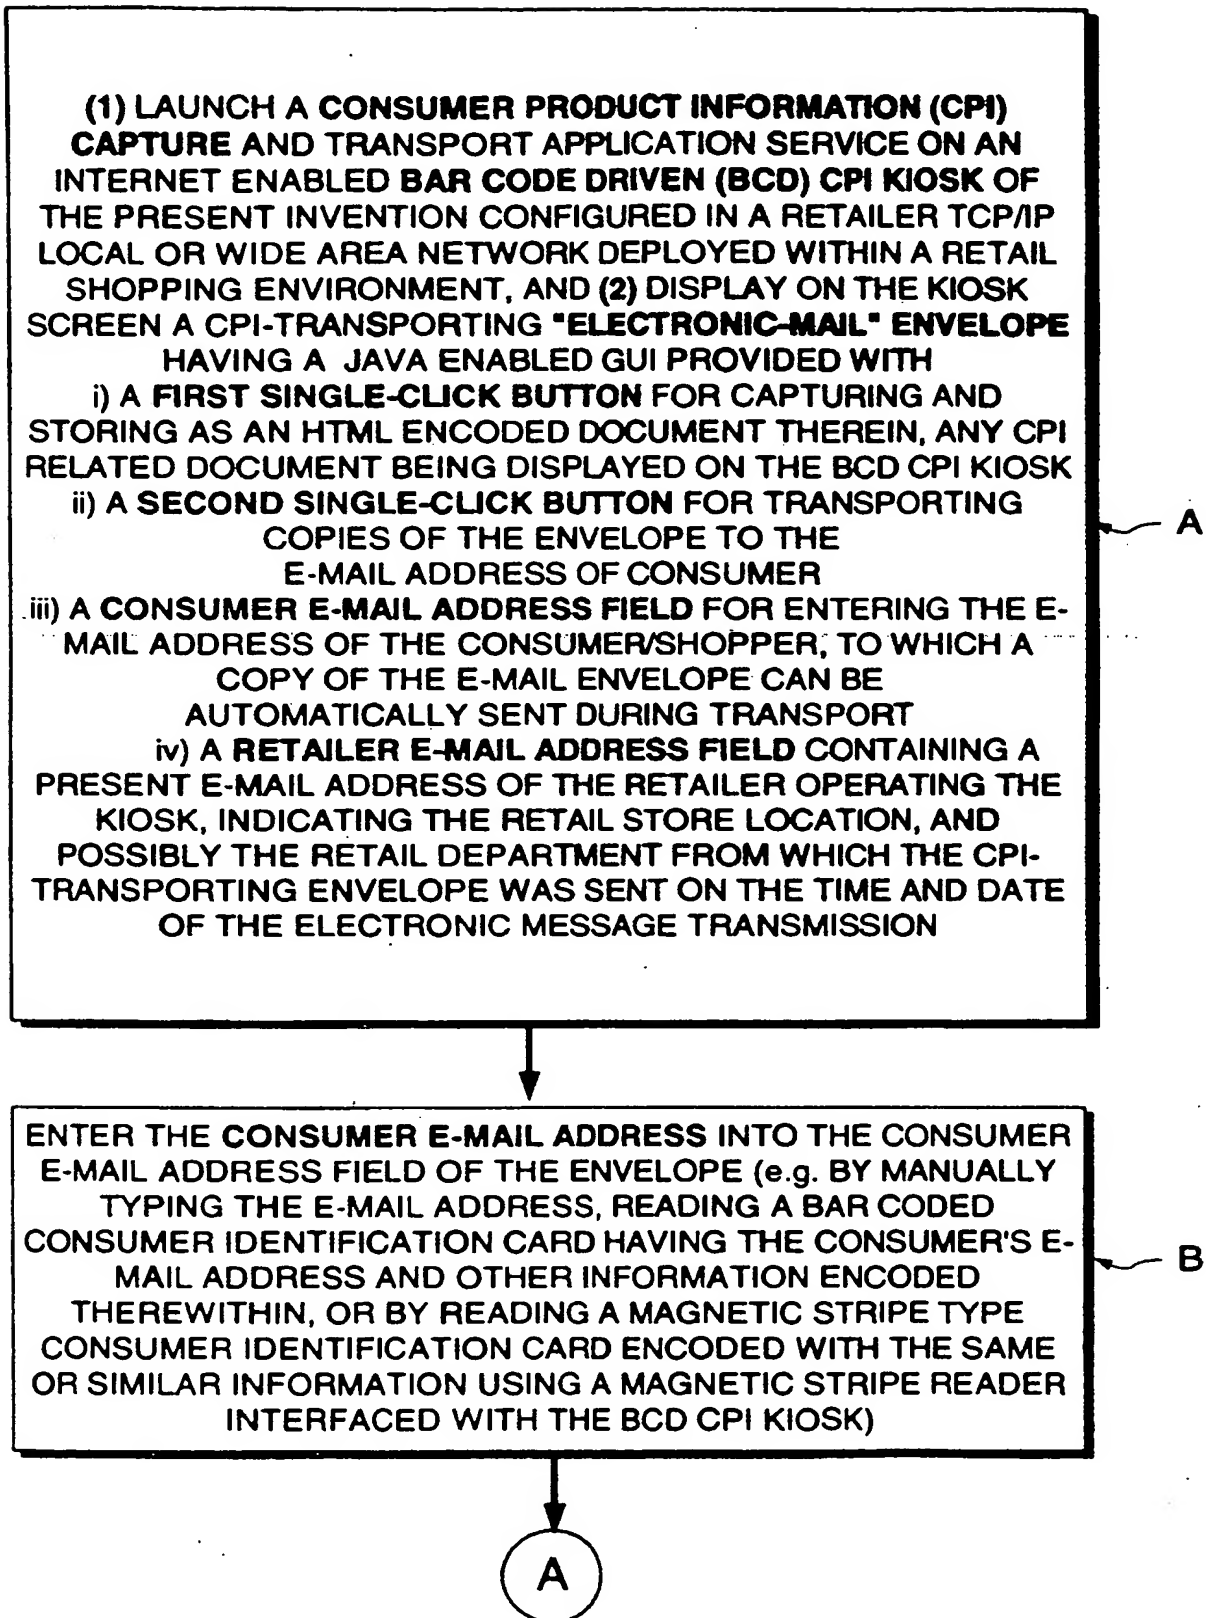 (1) LAUNCH A CONSUMER PRODUCT INFORMATION (CPI)
CAPTURE AND TRANSPORT APPLICATION SERVICE ON AN
INTERNET ENABLED BAR CODE DRIVEN (BCD) CPI KIOSK OF
THE PRESENT INVENTION CONFIGURED IN A RETAILER TCP/IP
LOCAL OR WIDE AREA NETWORK DEPLOYED WITHIN A RETAIL
SHOPPING ENVIRONMENT, AND (2) DISPLAY ON THE KIOSK
SCREEN A CPI-TRANSPORTING "ELECTRONIC-MAIL" ENVELOPE
HAVING A JAVA ENABLED GUI PROVIDED WITH
i) A FIRST SINGLE-CLICK BUTTON FOR CAPTURING AND
STORING AS AN HTML ENCODED DOCUMENT THEREIN, ANY CPI
RELATED DOCUMENT BEING DISPLAYED ON THE BCD CPI KIOSK
ii) A SECOND SINGLE-CLICK BUTTON FOR TRANSPORTING
COPIES OF THE ENVELOPE TO THE
E-MAIL ADDRESS OF CONSUMER
iii) A CONSUMER E-MAIL ADDRESS FIELD FOR ENTERING THE E-
MAIL ADDRESS OF THE CONSUMER/SHOPPER, TO WHICH A
COPY OF THE E-MAIL ENVELOPE CAN BE
AUTOMATICALLY SENT DURING TRANSPORT
iv) A RETAILER E-MAIL ADDRESS FIELD CONTAINING A
PRESENT E-MAIL ADDRESS OF THE RETAILER OPERATING THE
KIOSK, INDICATING THE RETAIL STORE LOCATION, AND
POSSIBLY THE RETAIL DEPARTMENT FROM WHICH THE CPI-
TRANSPORTING ENVELOPE WAS SENT ON THE TIME AND DATE
OF THE ELECTRONIC MESSAGE TRANSMISSION
A
ENTER THE CONSUMER E-MAIL ADDRESS INTO THE CONSUMER
E-MAIL ADDRESS FIELD OF THE ENVELOPE (e.g. BY MANUALLY
TYPING THE E-MAIL ADDRESS, READING A BAR CODED
CONSUMER IDENTIFICATION CARD HAVING THE CONSUMER'S E-
MAIL ADDRESS AND OTHER INFORMATION ENCODED
THEREWITHIN, OR BY READING A MAGNETIC STRIPE TYPE
CONSUMER IDENTIFICATION CARD ENCODED WITH THE SAME
OR SIMILAR INFORMATION USING A MAGNETIC STRIPE READER
INTERFACED WITH THE BCD CPI KIOSK)
B
A